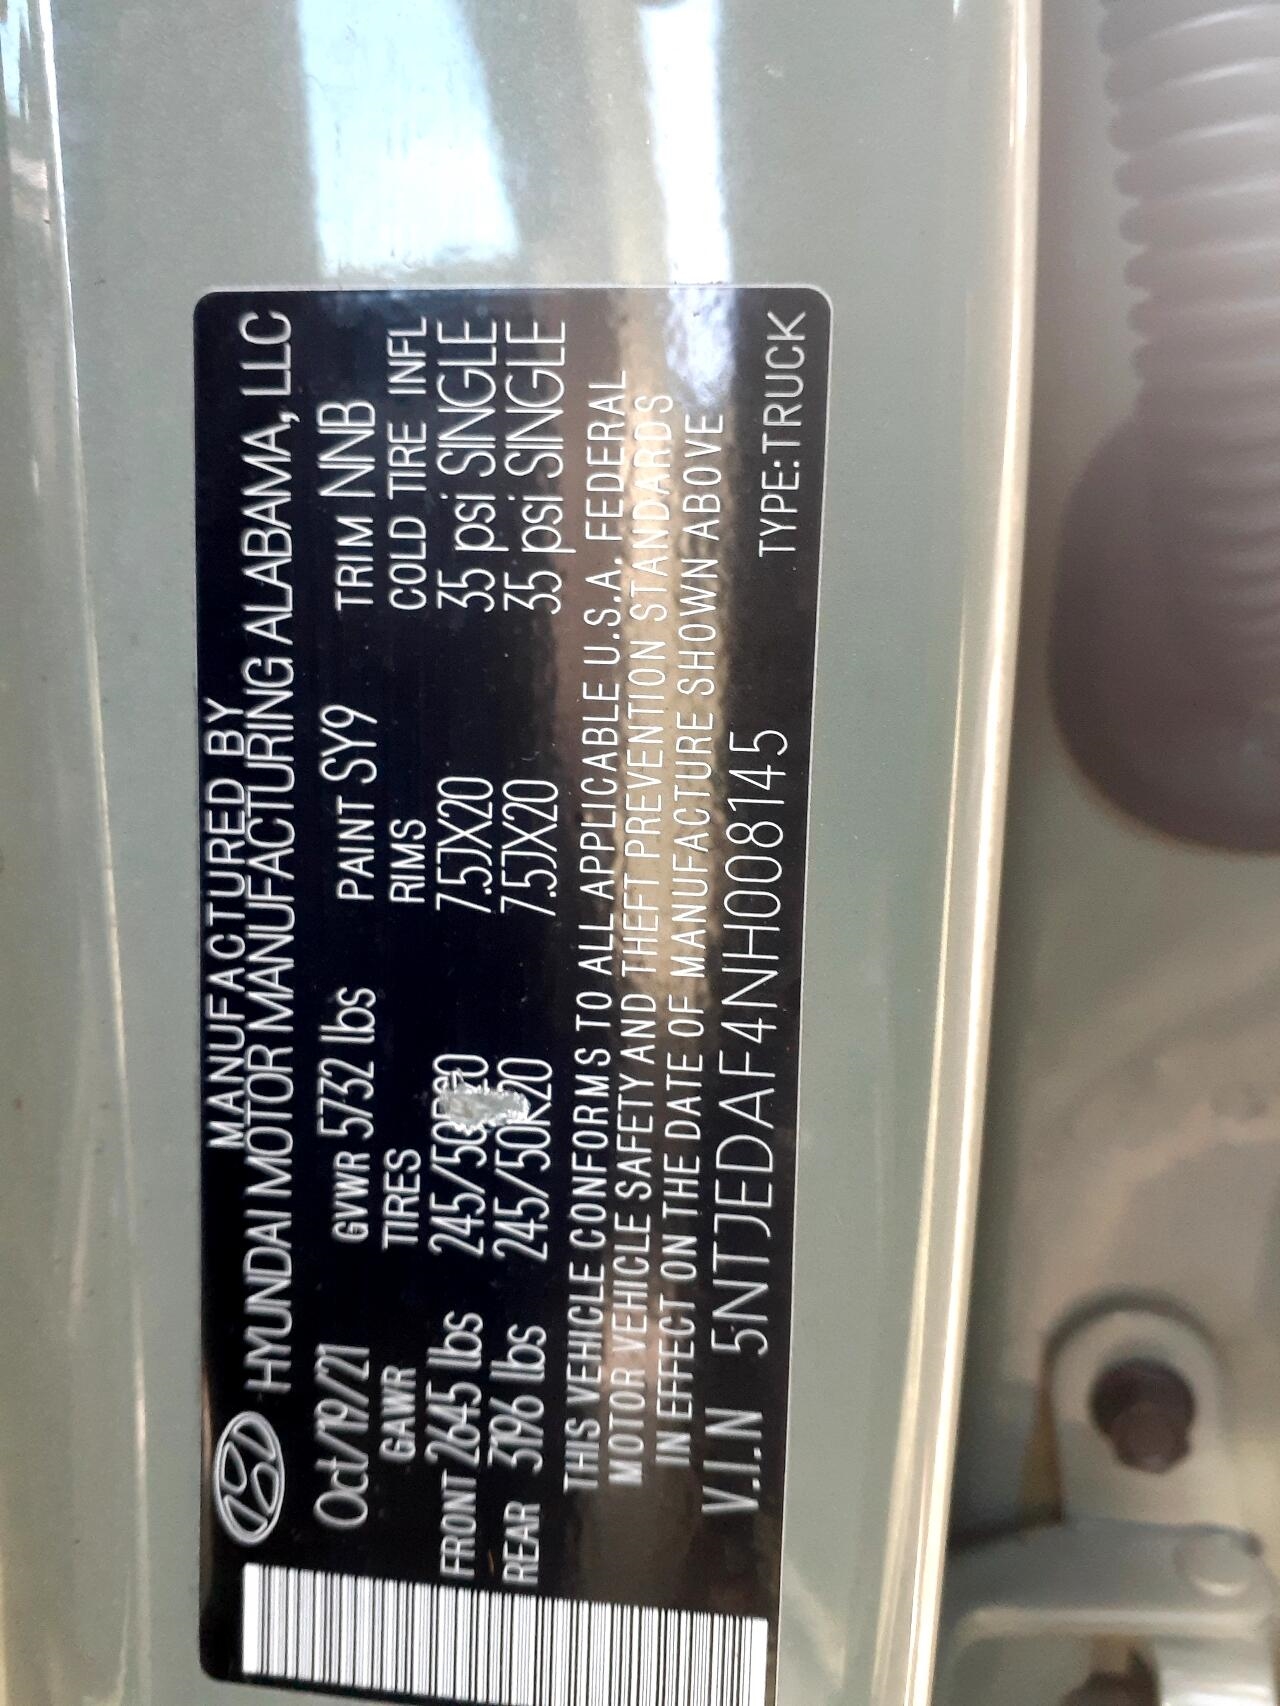 MANUFACTURED BY
HYUNDAI MOTOR MANUFACTURING ALABAMA, LLC
Oct/19/21 GVWR 5732 lbs PAINT SY9 TRIM NNB
GAWR TIRES RIMS COLD TIRE INFL
FRONT 2645 lbs 245/50R20 7.5JX20 35 psi SINGLE
REAR 3196 lbs 245/50R20 7.5JX20 35 psi SINGLE
THIS VEHICLE CONFORMS TO ALL APPLICABLE U.S.A. FEDERAL
MOTOR VEHICLE SAFETY AND THEFT PREVENTION STANDARDS
IN EFFECT ON THE DATE OF MANUFACTURE SHOWN ABOVE
V.I.N 5NTJEDAF4NH008145 TYPE:TRUCK